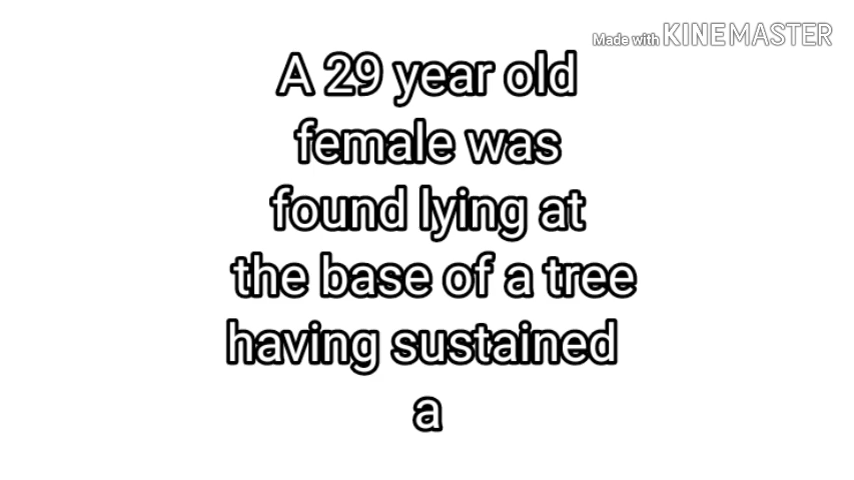 Made with KINEMASTER
A 29 year old
female was
found lying at
the base of a tree
having sustained
a